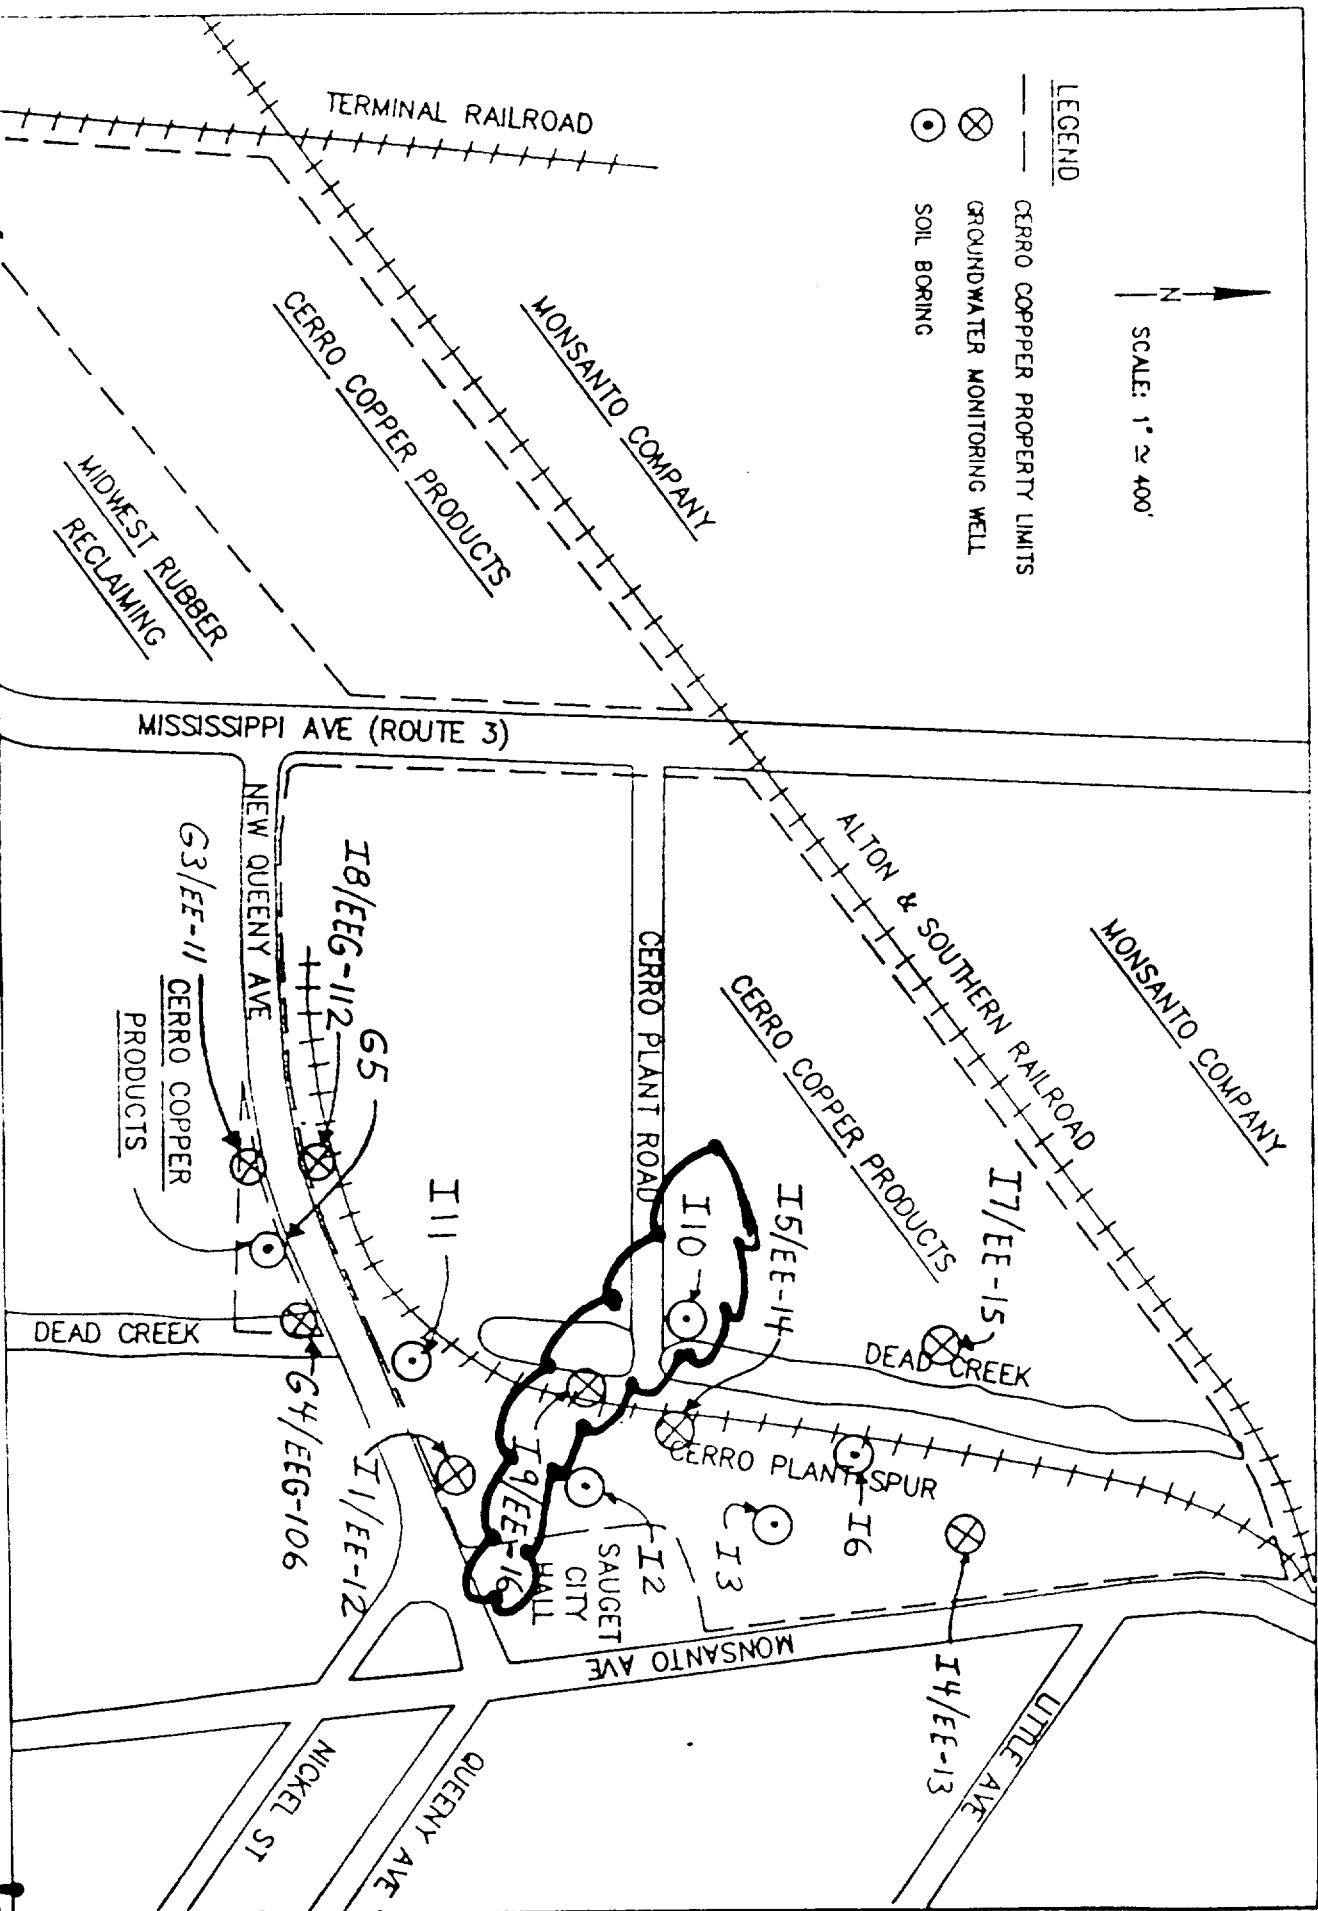 LEGEND
CERRO COPPPER PROPERTY LIMITS
GROUNDWATER MONITORING WELL
SOIL BORING
N
SCALE: 1" ≈ 400'
TERMINAL RAILROAD
MONSANTO COMPANY
CERRO COPPER PRODUCTS
MIDWEST RUBBER
RECLAIMING
MISSISSIPPI AVE (ROUTE 3)
MONSANTO COMPANY
ALTON & SOUTHERN RAILROAD
CERRO COPPER PRODUCTS
CERRO PLANT ROAD
NEW QUEENY AVE
I8/EEG-112
G3/EE-11
G5
CERRO COPPER
PRODUCTS
I7/EE-15
I5/EE-14
I10
I11
DEAD CREEK
DEAD CREEK
CERRO PLANT SPUR
G4/EEG-106
I1/EE-12
I9/EE-16
I2
I3
I6
I4/EE-13
SAUGET
CITY
HALL
MONSANTO AVE
LITTLE AVE
QUEENY AVE
NICKEL ST